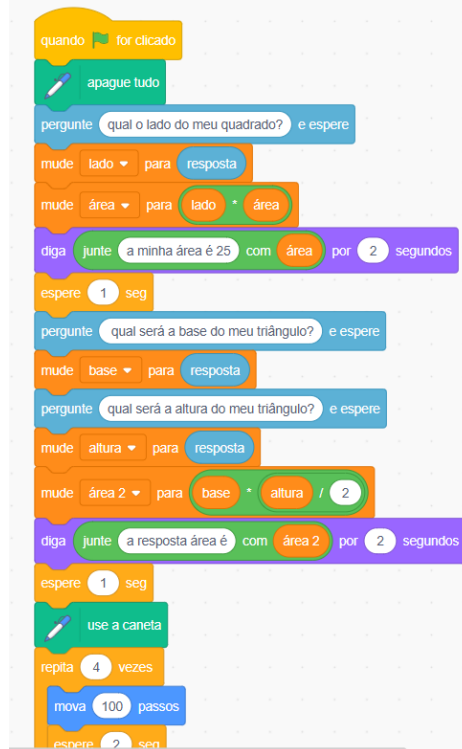 quando for clicado
apague tudo
pergunte qual o lado do meu quadrado? e espere
mude lado para resposta
mude área para lado * área
diga junte a minha área é 25 com área por 2 segundos
espere 1 seg
pergunte qual será a base do meu triângulo? e espere
mude base para resposta
pergunte qual será a altura do meu triângulo? e espere
mude altura para resposta
mude área 2 para base * altura / 2
diga junte a resposta área é com área 2 por 2 segundos
espere 1 seg
use a caneta
repita 4 vezes
mova 100 passos
espere 2 seg